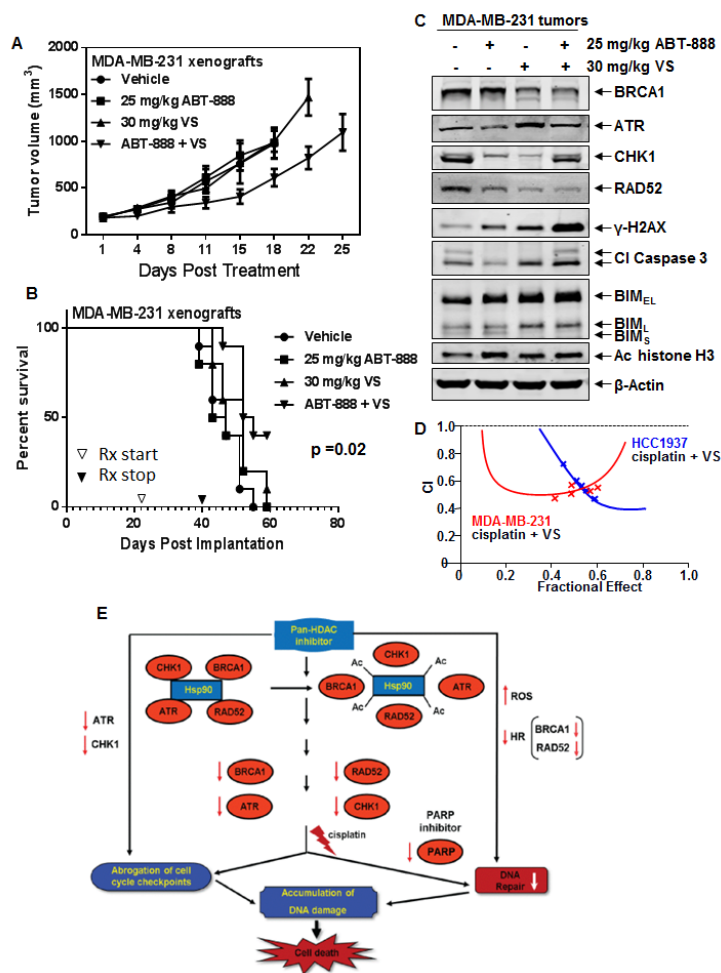 A
MDA-MB-231 xenografts
Vehicle
25 mg/kg ABT-888
30 mg/kg VS
ABT-888 + VS
Tumor volume (mm³)
2000
1500
1000
500
0
1 4 8 11 15 18 22 25
Days Post Treatment
B
MDA-MB-231 xenografts
Vehicle
25 mg/kg ABT-888
30 mg/kg VS
ABT-888 + VS
Percent survival
100
50
0
p =0.02
Rx start
Rx stop
0 20 40 60 80
Days Post Implantation
C
MDA-MB-231 tumors
- + - + 25 mg/kg ABT-888
- - + + 30 mg/kg VS
BRCA1
ATR
CHK1
RAD52
γ-H2AX
Cl Caspase 3
BIMEL
BIML
BIMS
Ac histone H3
β-Actin
D
CI
1.0
0.8
0.6
0.4
0.2
0
HCC1937
cisplatin + VS
MDA-MB-231
cisplatin + VS
0 0.2 0.4 0.6 0.8 1.0
Fractional Effect
E
Pan-HDAC
inhibitor
CHK1 BRCA1
Hsp90
ATR RAD52
CHK1
Ac Ac
BRCA1 Hsp90 ATR
Ac Ac
RAD52
ATR
CHK1
ROS
HR
BRCA1
RAD52
BRCA1 RAD52
ATR CHK1
cisplatin
PARP
inhibitor
PARP
Abrogation of cell
cycle checkpoints
Accumulation of
DNA damage
DNA
Repair
Cell death